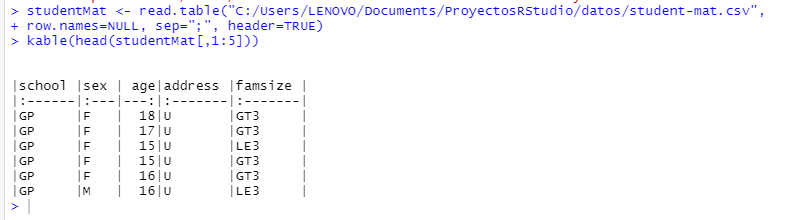 > studentMat <- read.table("C:/Users/LENOVO/Documents/ProyectosRStudio/datos/student-mat.csv",
+ row.names=NULL, sep=";", header=TRUE)
> kable(head(studentMat[,1:5]))
|school |sex | age|address |famsize |
|:------|:---|---:|:-------|:-------|
|GP     |F   |  18|U       |GT3     |
|GP     |F   |  17|U       |GT3     |
|GP     |F   |  15|U       |LE3     |
|GP     |F   |  15|U       |GT3     |
|GP     |F   |  16|U       |GT3     |
|GP     |M   |  16|U       |LE3     |
>